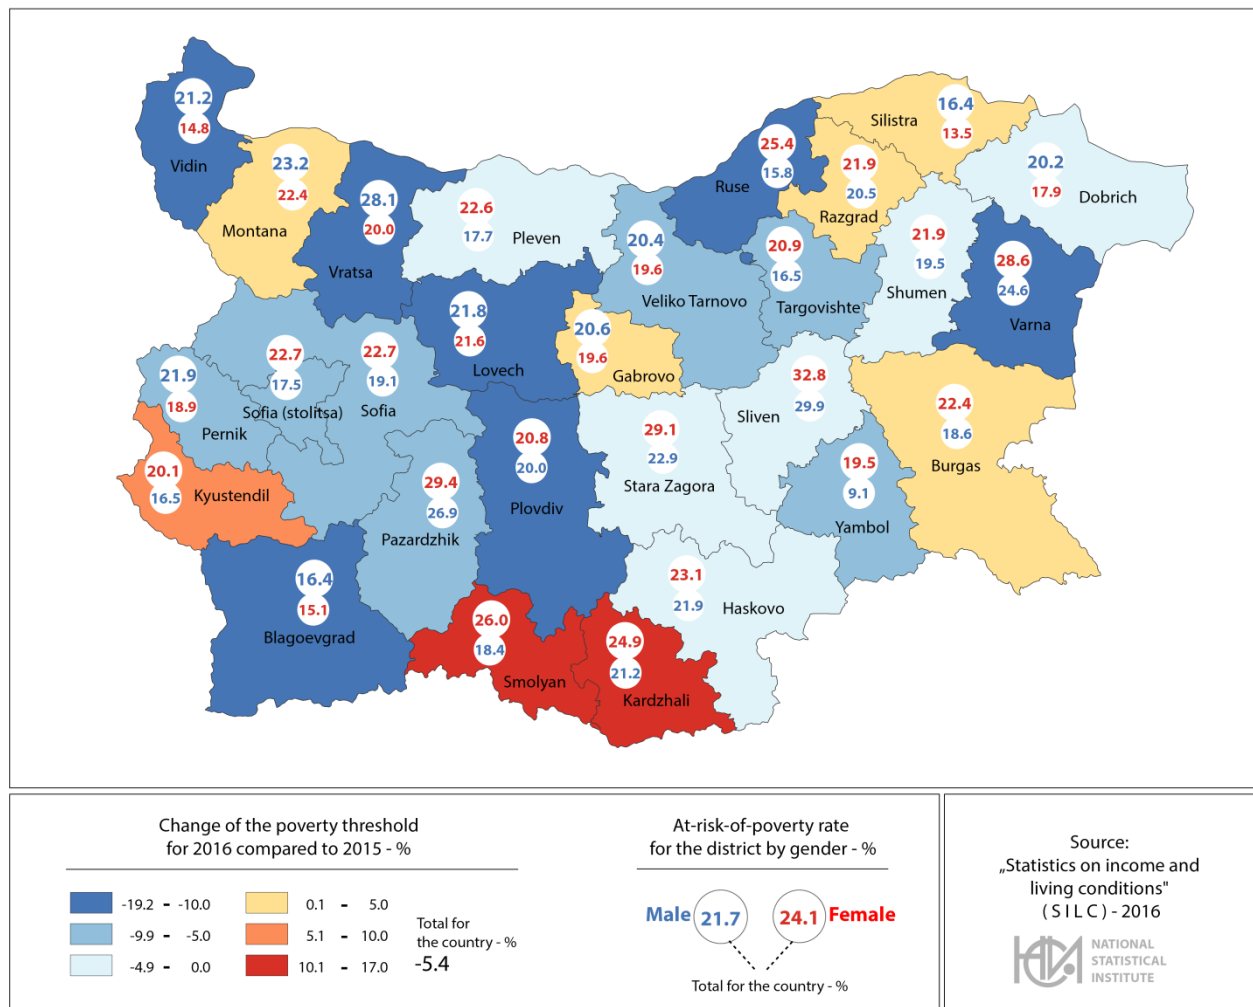 21.2
14.8
Vidin
23.2
22.4
Montana
28.1
20.0
Vratsa
22.6
17.7
Pleven
25.4
15.8
Ruse
16.4
13.5
Silistra
21.9
20.5
Razgrad
20.2
17.9
Dobrich
20.4
19.6
Veliko Tarnovo
20.9
16.5
Targovishte
21.9
19.5
Shumen
28.6
24.6
Varna
21.8
21.6
Lovech
20.6
19.6
Gabrovo
21.9
18.9
Pernik
22.7
17.5
Sofia (stolitsa)
22.7
19.1
Sofia
32.8
29.9
Sliven
22.4
18.6
Burgas
20.1
16.5
Kyustendil
29.4
26.9
Pazardzhik
20.8
20.0
Plovdiv
29.1
22.9
Stara Zagora
19.5
9.1
Yambol
16.4
15.1
Blagoevgrad
26.0
18.4
Smolyan
24.9
21.2
Kardzhali
23.1
21.9
Haskovo
Change of the poverty threshold
for 2016 compared to 2015 - %
-19.2 - -10.0
-9.9 - -5.0
-4.9 - 0.0
0.1 - 5.0
5.1 - 10.0
10.1 - 17.0
Total for
the country - %
-5.4
At-risk-of-poverty rate
for the district by gender - %
Male 21.7 24.1 Female
Total for the country - %
Source:
„Statistics on income and
living conditions"
( S I L C ) - 2016
НСИ
NATIONAL
STATISTICAL
INSTITUTE